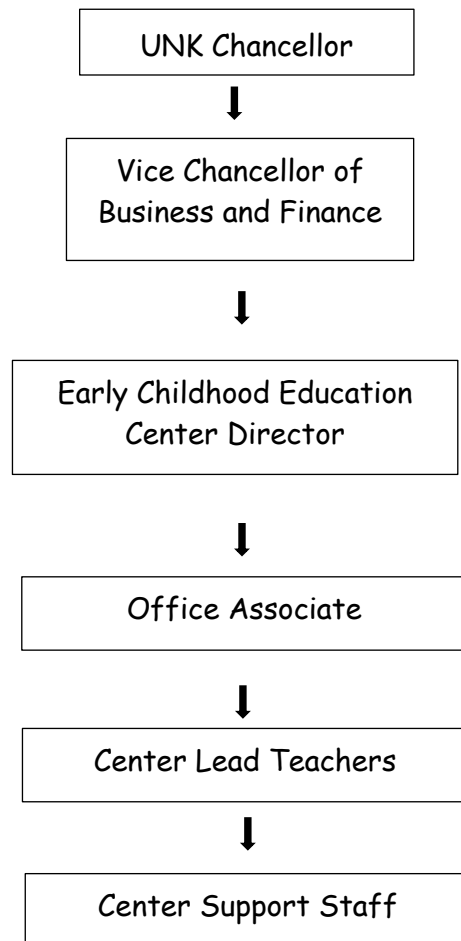 UNK Chancellor
Vice Chancellor of
Business and Finance
Early Childhood Education
Center Director
Office Associate
Center Lead Teachers
Center Support Staff